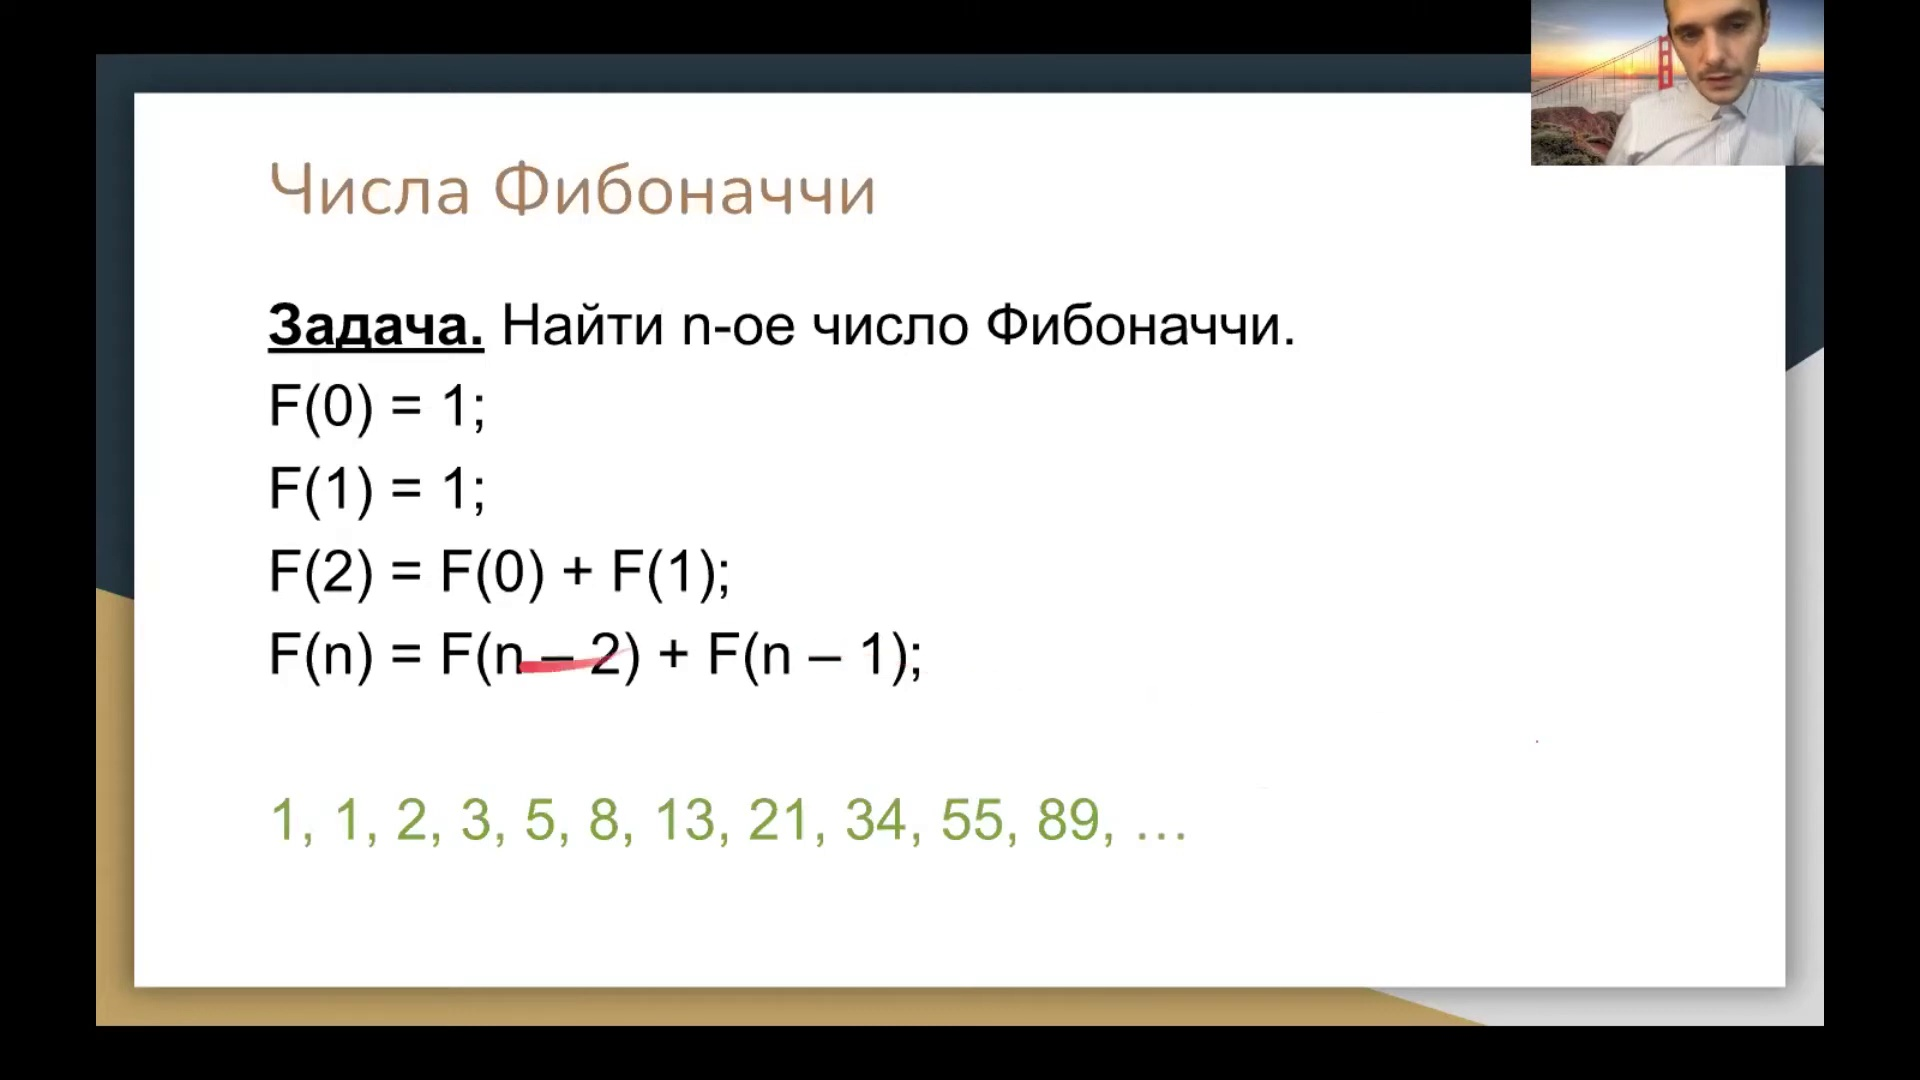 Числа Фибоначчи
Задача. Найти n-ое число Фибоначчи.
F(0) = 1;
F(1) = 1;
F(2) = F(0) + F(1);
F(n) = F(n – 2) + F(n – 1);
1, 1, 2, 3, 5, 8, 13, 21, 34, 55, 89, …